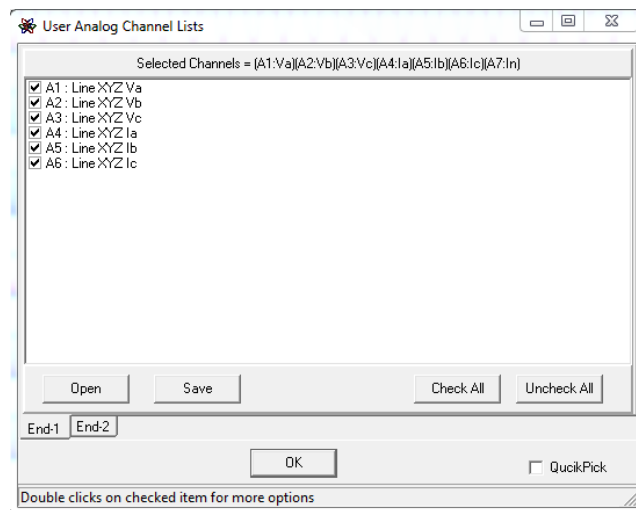 User Analog Channel Lists
Selected Channels = (A1:Va)(A2:Vb)(A3:Vc)(A4:Ia)(A5:Ib)(A6:Ic)(A7:In)
A1 : Line XYZ Va
A2 : Line XYZ Vb
A3 : Line XYZ Vc
A4 : Line XYZ Ia
A5 : Line XYZ Ib
A6 : Line XYZ Ic
Open Save Check All Uncheck All
End-1 End-2
OK QucikPick
Double clicks on checked item for more options